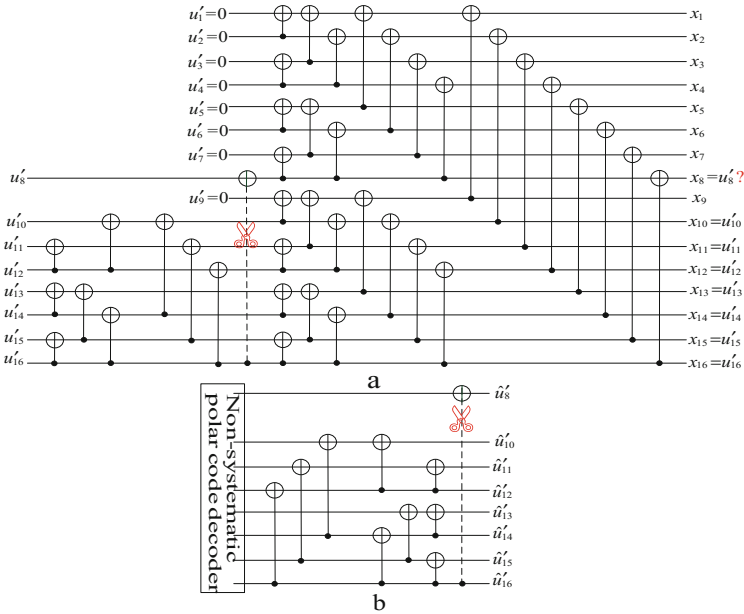 u′₁=0 x₁
u′₂=0 x₂
u′₃=0 x₃
u′₄=0 x₄
u′₅=0 x₅
u′₆=0 x₆
u′₇=0 x₇
u′₈ x₈=u′₈?
u′₉=0 x₉
u′₁₀ x₁₀=u′₁₀
u′₁₁ x₁₁=u′₁₁
u′₁₂ x₁₂=u′₁₂
u′₁₃ x₁₃=u′₁₃
u′₁₄ x₁₄=u′₁₄
u′₁₅ x₁₅=u′₁₅
u′₁₆ x₁₆=u′₁₆
a
Non-systematic
polar code decoder
û′₈
û′₁₀
û′₁₁
û′₁₂
û′₁₃
û′₁₄
û′₁₅
û′₁₆
b